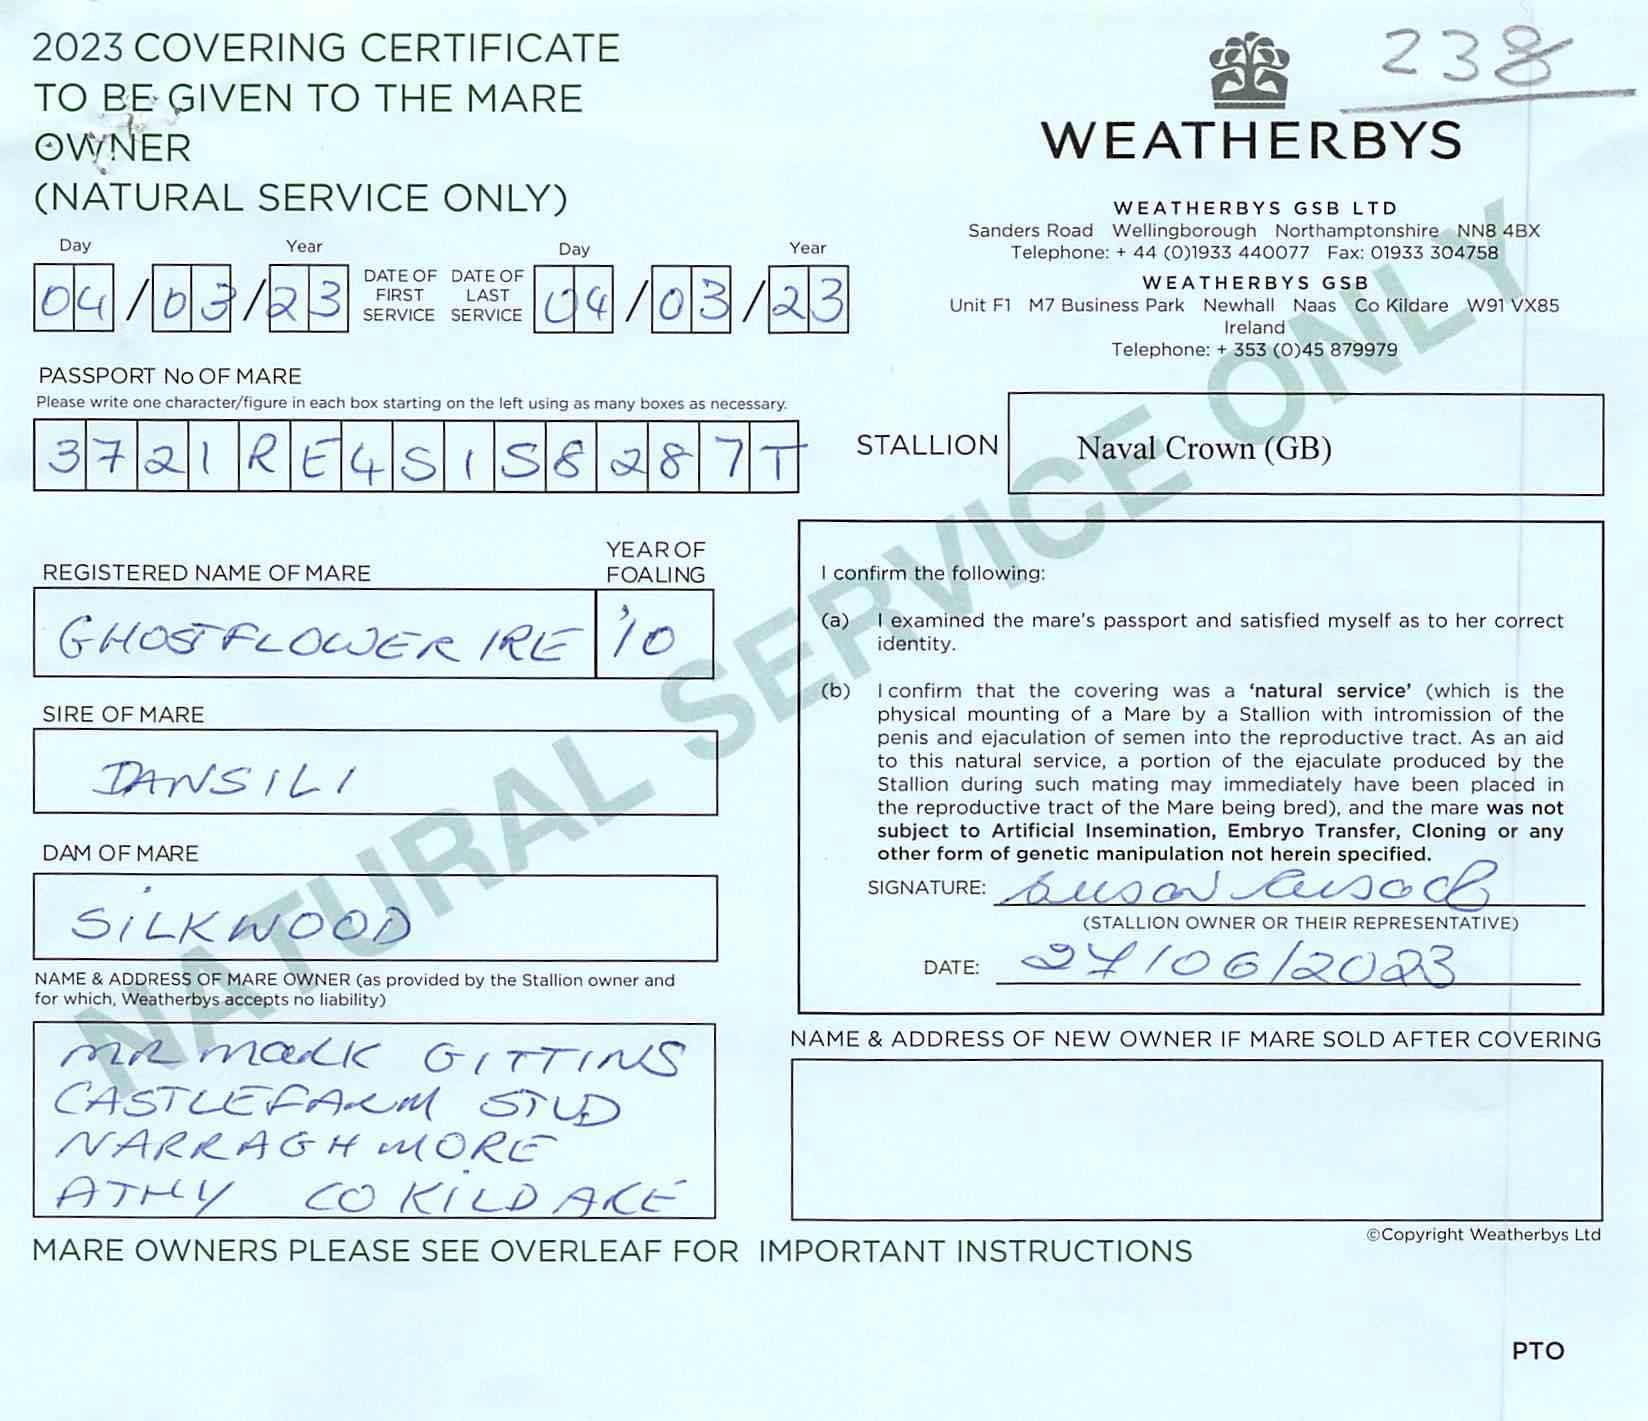 2023 COVERING CERTIFICATE
TO BE GIVEN TO THE MARE
OWNER
(NATURAL SERVICE ONLY)
238
WEATHERBYS
WEATHERBYS GSB LTD
Sanders Road Wellingborough Northamptonshire NN8 4BX
Telephone: + 44 (0)1933 440077 Fax: 01933 304758
WEATHERBYS GSB
Unit F1 M7 Business Park Newhall Naas Co Kildare W91 VX85
Ireland
Telephone: + 353 (0)45 879979
Day Year
04/03/23
DATE OF FIRST SERVICE
DATE OF LAST SERVICE
Day Year
04/03/23
PASSPORT No OF MARE
Please write one character/figure in each box starting on the left using as many boxes as necessary.
3721RE4S1S8287T
STALLION
Naval Crown (GB)
REGISTERED NAME OF MARE
GHOSTFLOWER IRE
YEAR OF
FOALING
'10
SIRE OF MARE
DANSILI
DAM OF MARE
SILKWOOD
NAME & ADDRESS OF MARE OWNER (as provided by the Stallion owner and
for which, Weatherbys accepts no liability)
MR MARK GITTINS
CASTLEFARM STUD
NARRAGHMORE
ATHY CO KILDARE
I confirm the following:
(a) I examined the mare's passport and satisfied myself as to her correct
identity.
(b) I confirm that the covering was a 'natural service' (which is the
physical mounting of a Mare by a Stallion with intromission of the
penis and ejaculation of semen into the reproductive tract. As an aid
to this natural service, a portion of the ejaculate produced by the
Stallion during such mating may immediately have been placed in
the reproductive tract of the Mare being bred), and the mare was not
subject to Artificial Insemination, Embryo Transfer, Cloning or any
other form of genetic manipulation not herein specified.
SIGNATURE: Susan Cusack
(STALLION OWNER OR THEIR REPRESENTATIVE)
DATE: 27/06/2023
NAME & ADDRESS OF NEW OWNER IF MARE SOLD AFTER COVERING
©Copyright Weatherbys Ltd
MARE OWNERS PLEASE SEE OVERLEAF FOR IMPORTANT INSTRUCTIONS
PTO
NATURAL SERVICE ONLY